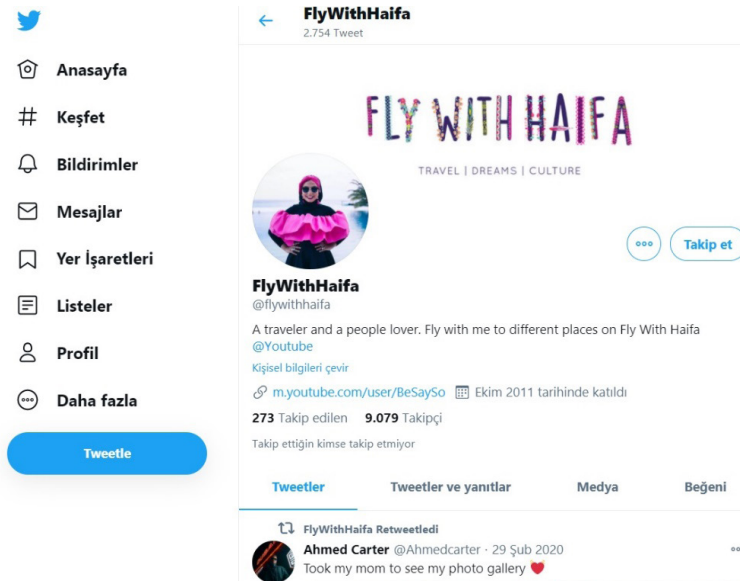 FlyWithHaifa
2.754 Tweet
Anasayfa
Keşfet
Bildirimler
Mesajlar
Yer İşaretleri
Listeler
Profil
Daha fazla
Tweetle
FLY WITH HAIFA
TRAVEL | DREAMS | CULTURE
Takip et
FlyWithHaifa
@flywithhaifa
A traveler and a people lover. Fly with me to different places on Fly With Haifa
@Youtube
Kişisel bilgileri çevir
m.youtube.com/user/BeSaySo Ekim 2011 tarihinde katıldı
273 Takip edilen 9.079 Takipçi
Takip ettiğin kimse takip etmiyor
Tweetler Tweetler ve yanıtlar Medya Beğeni
FlyWithHaifa Retweetledi
Ahmed Carter @Ahmedcarter · 29 Şub 2020
Took my mom to see my photo gallery ❤️